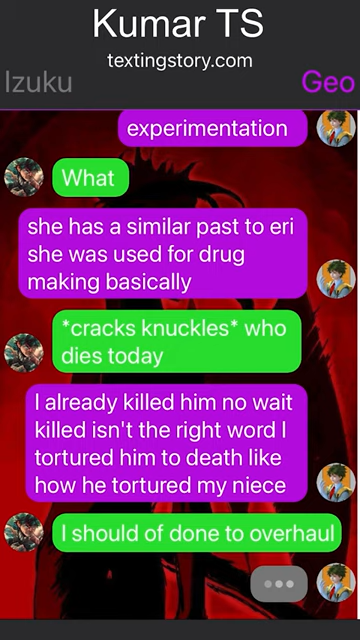 Kumar TS
textingstory.com
Izuku
Geo
experimentation
What
she has a similar past to eri
she was used for drug
making basically
*cracks knuckles* who
dies today
I already killed him no wait
killed isn't the right word I
tortured him to death like
how he tortured my niece
I should of done to overhaul